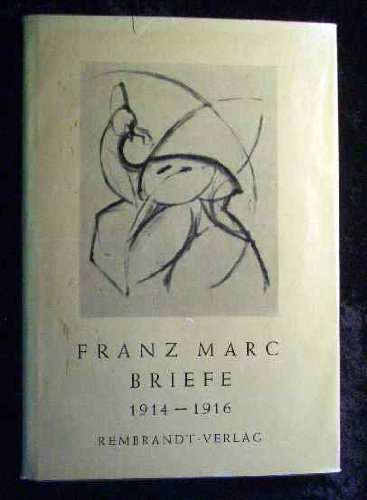 FRANZ MARC
BRIEFE
1914–1916
REMBRANDT-VERLAG